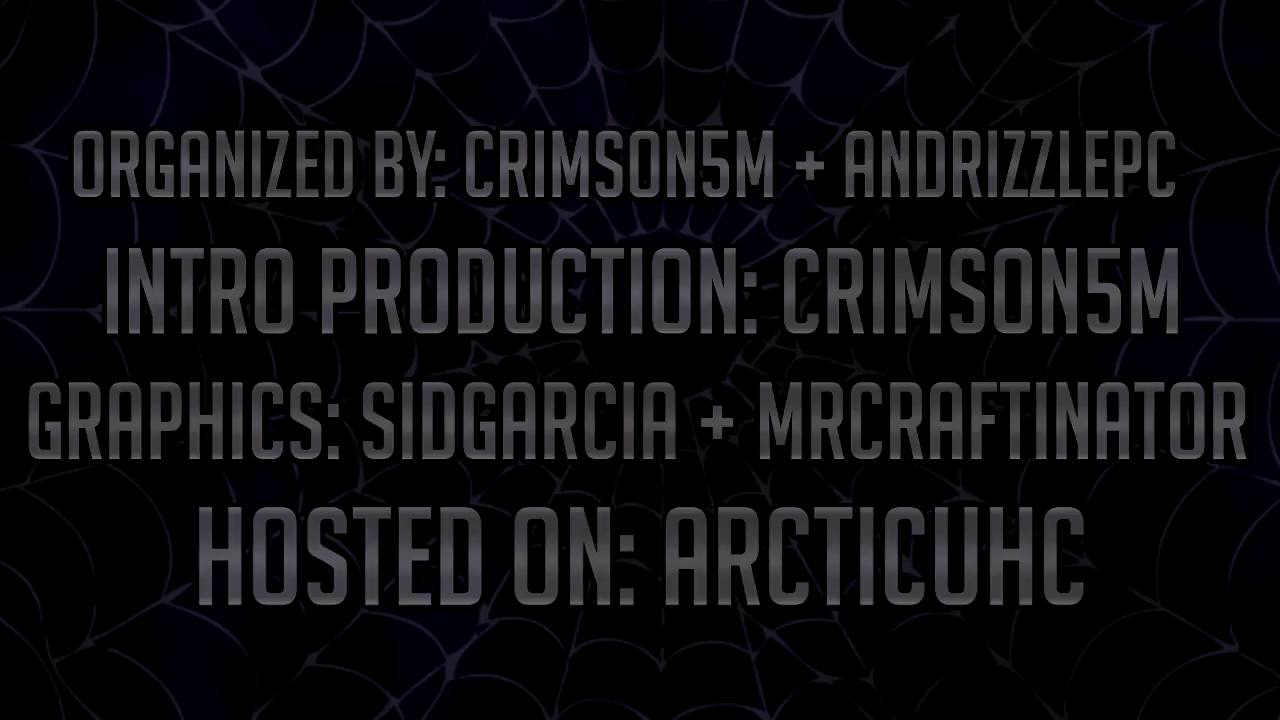 ORGANIZED BY: CRIMSON5M + ANDRIZZLEPC
INTRO PRODUCTION: CRIMSON5M
GRAPHICS: SIDGARCIA + MRCRAFTINATOR
HOSTED ON: ARCTICUHC